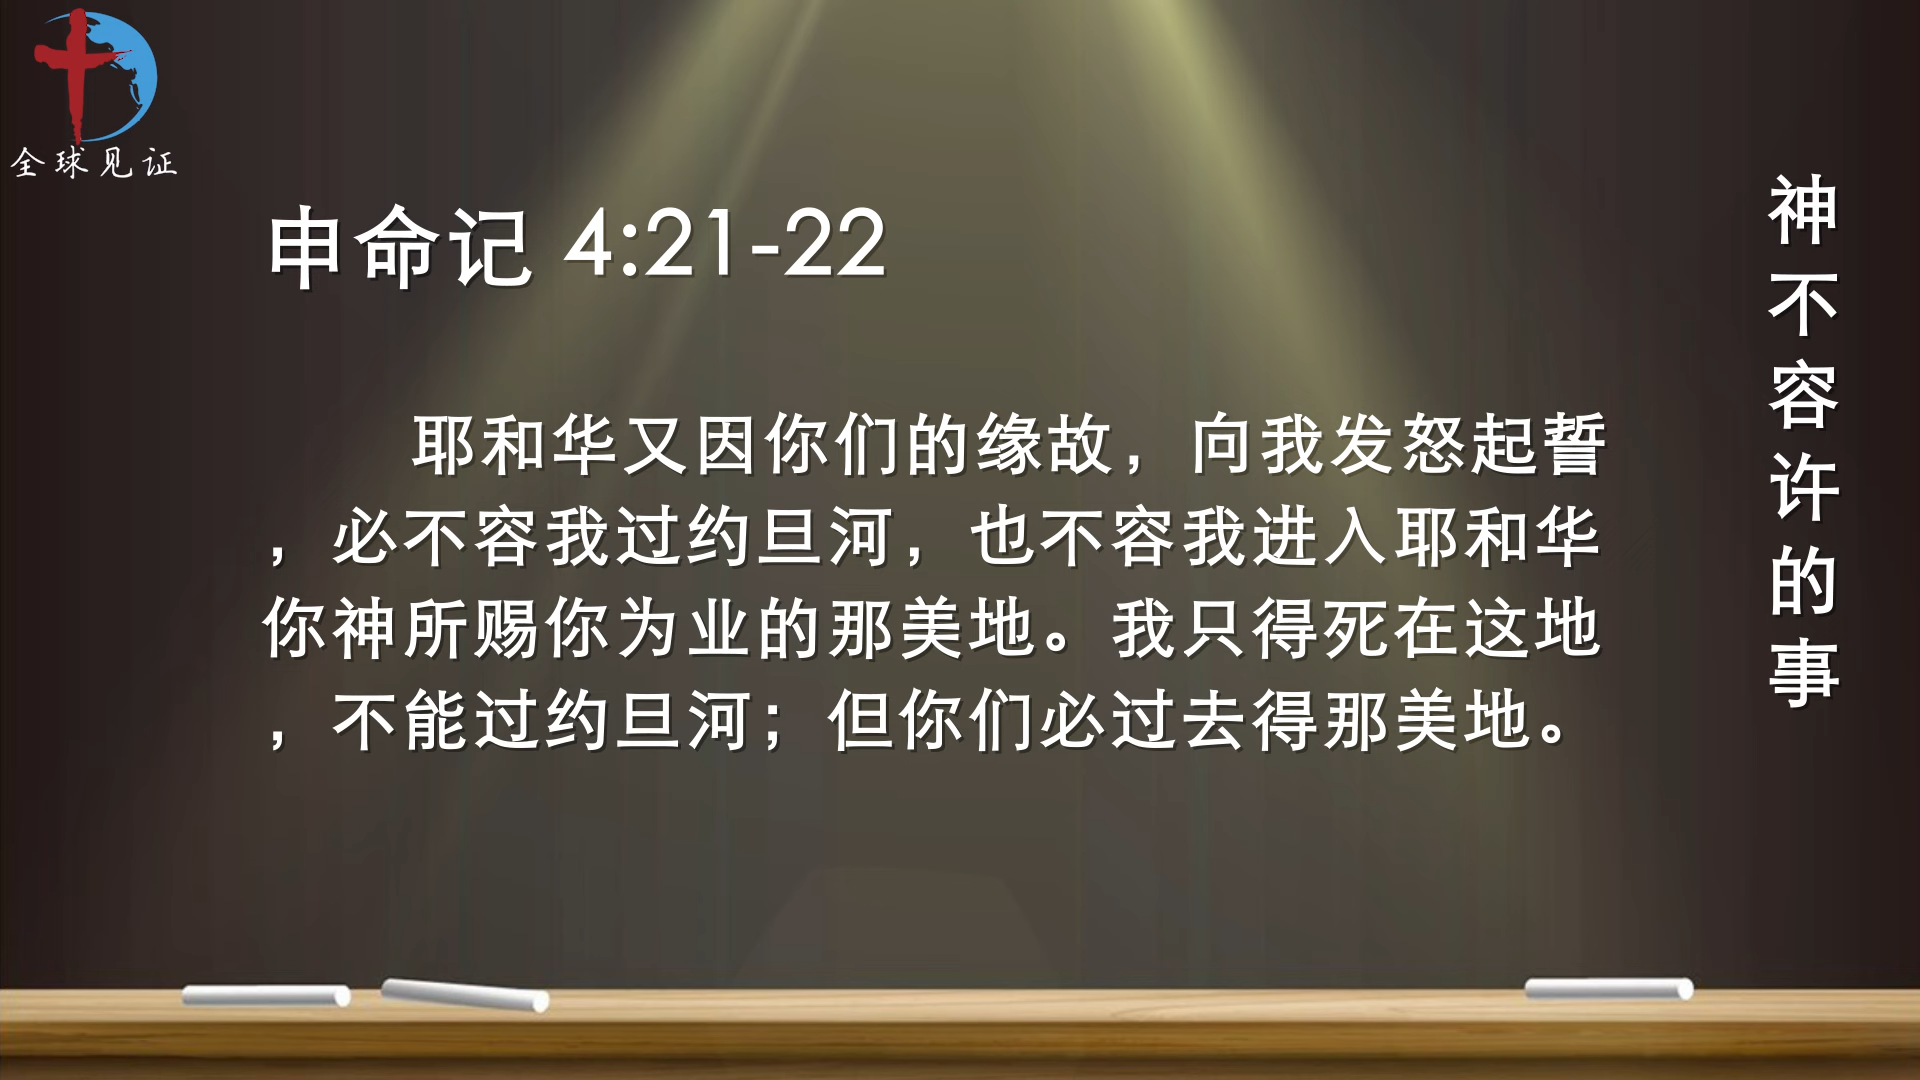 全球见证
申命记 4:21-22
耶和华又因你们的缘故，向我发怒起誓
，必不容我过约旦河，也不容我进入耶和华
你神所赐你为业的那美地。我只得死在这地
，不能过约旦河；但你们必过去得那美地。
神不容许的事